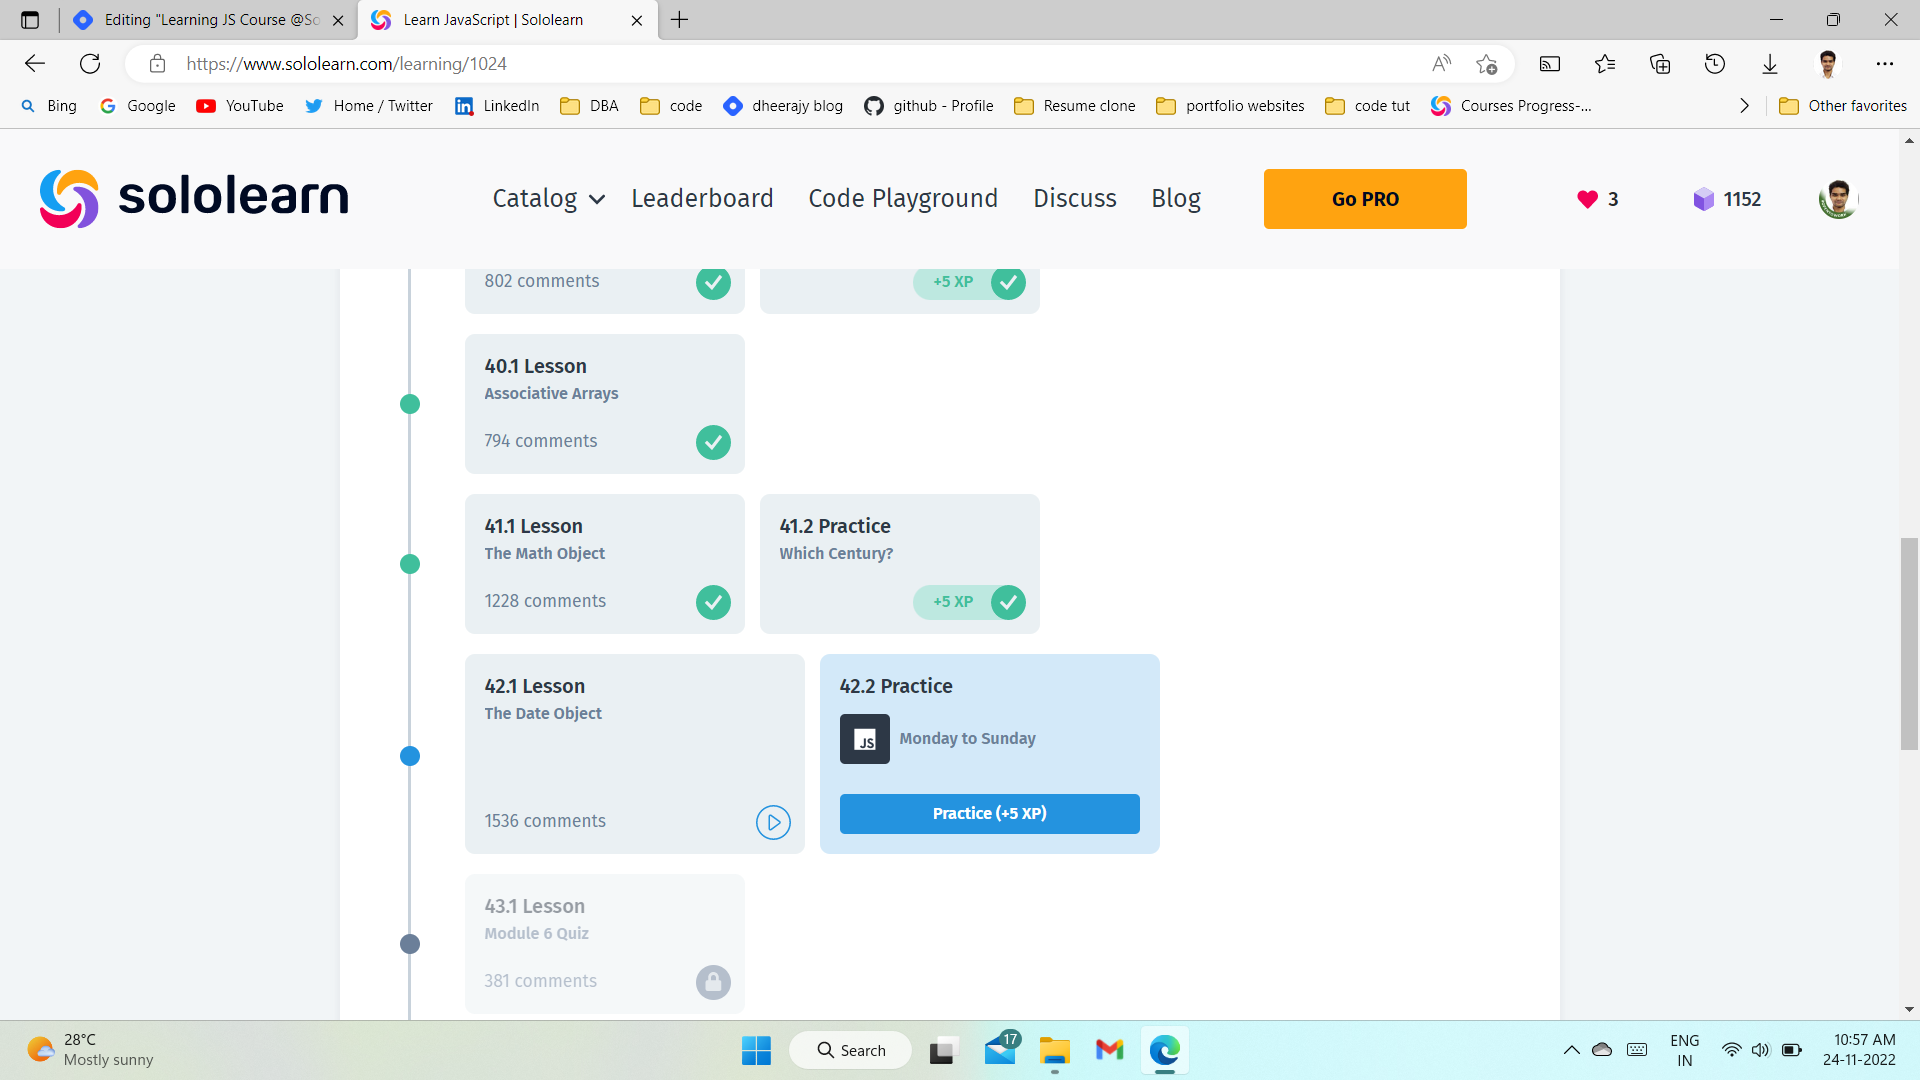 Editing "Learning JS Course @So
Learn JavaScript | Sololearn
https://www.sololearn.com/learning/1024
Bing
Google
YouTube
Home / Twitter
LinkedIn
DBA
code
dheerajy blog
github - Profile
Resume clone
portfolio websites
code tut
Courses Progress-...
Other favorites
sololearn
Catalog
Leaderboard
Code Playground
Discuss
Blog
Go PRO
3
1152
802 comments
+5 XP
40.1 Lesson
Associative Arrays
794 comments
41.1 Lesson
The Math Object
1228 comments
41.2 Practice
Which Century?
+5 XP
42.1 Lesson
The Date Object
1536 comments
42.2 Practice
JS
Monday to Sunday
Practice (+5 XP)
43.1 Lesson
Module 6 Quiz
381 comments
28°C
Mostly sunny
Search
17
ENG
IN
10:57 AM
24-11-2022